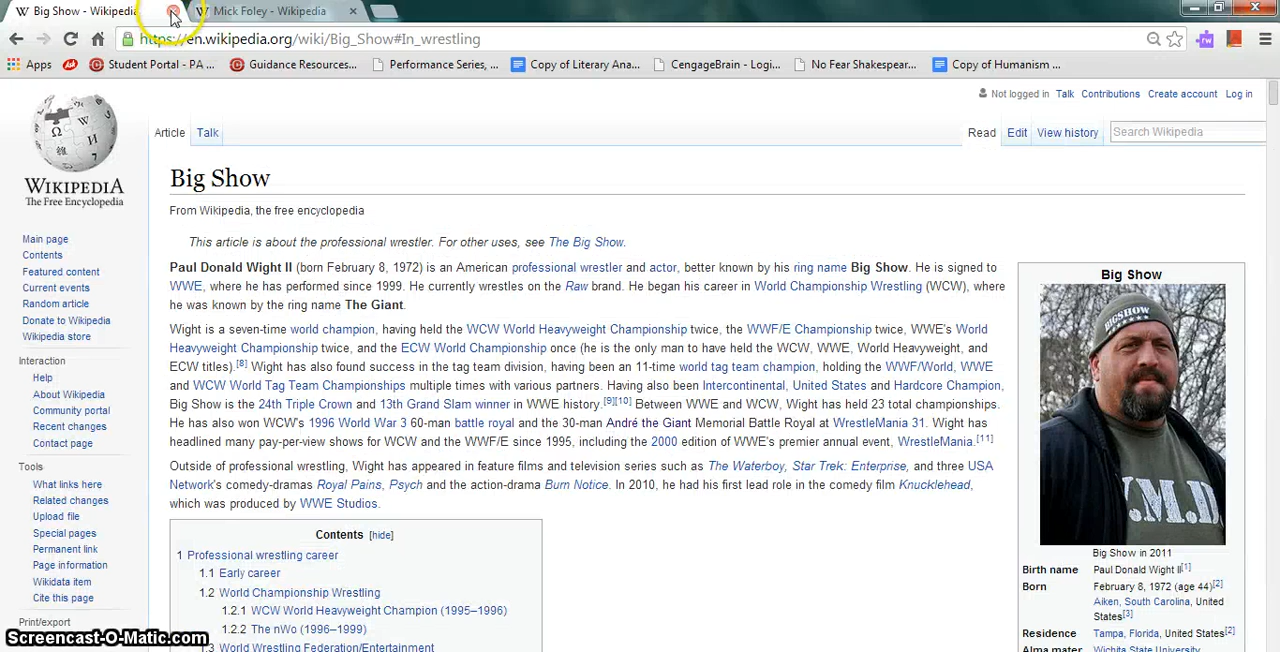 Big Show - Wikipedia
Mick Foley - Wikipedia
https://en.wikipedia.org/wiki/Big_Show#In_wrestling
Apps
Ask
Student Portal - PA ...
Guidance Resources...
Performance Series, ...
Copy of Literary Ana...
CengageBrain - Logi...
No Fear Shakespear...
Copy of Humanism ...
Not logged in Talk Contributions Create account Log in
Article Talk
Read Edit View history Search Wikipedia
WIKIPEDIA
The Free Encyclopedia
Main page
Contents
Featured content
Current events
Random article
Donate to Wikipedia
Wikipedia store
Interaction
Help
About Wikipedia
Community portal
Recent changes
Contact page
Tools
What links here
Related changes
Upload file
Special pages
Permanent link
Page information
Wikidata item
Cite this page
Print/export
Big Show
From Wikipedia, the free encyclopedia
This article is about the professional wrestler. For other uses, see The Big Show.
Paul Donald Wight II (born February 8, 1972) is an American professional wrestler and actor, better known by his ring name Big Show. He is signed to
WWE, where he has performed since 1999. He currently wrestles on the Raw brand. He began his career in World Championship Wrestling (WCW), where
he was known by the ring name The Giant.
Wight is a seven-time world champion, having held the WCW World Heavyweight Championship twice, the WWF/E Championship twice, WWE's World
Heavyweight Championship twice, and the ECW World Championship once (he is the only man to have held the WCW, WWE, World Heavyweight, and
ECW titles).[8] Wight has also found success in the tag team division, having been an 11-time world tag team champion, holding the WWF/World, WWE
and WCW World Tag Team Championships multiple times with various partners. Having also been Intercontinental, United States and Hardcore Champion,
Big Show is the 24th Triple Crown and 13th Grand Slam winner in WWE history.[9][10] Between WWE and WCW, Wight has held 23 total championships.
He has also won WCW's 1996 World War 3 60-man battle royal and the 30-man André the Giant Memorial Battle Royal at WrestleMania 31. Wight has
headlined many pay-per-view shows for WCW and the WWF/E since 1995, including the 2000 edition of WWE's premier annual event, WrestleMania.[11]
Outside of professional wrestling, Wight has appeared in feature films and television series such as The Waterboy, Star Trek: Enterprise, and three USA
Network's comedy-dramas Royal Pains, Psych and the action-drama Burn Notice. In 2010, he had his first lead role in the comedy film Knucklehead,
which was produced by WWE Studios.
Contents [hide]
1 Professional wrestling career
1.1 Early career
1.2 World Championship Wrestling
1.2.1 WCW World Heavyweight Champion (1995–1996)
1.2.2 The nWo (1996–1999)
1.3 World Wrestling Federation/Entertainment
Big Show
BIGSHOW
Big Show in 2011
Birth name Paul Donald Wight II[1]
Born February 8, 1972 (age 44)[2]
Aiken, South Carolina, United
States[3]
Residence Tampa, Florida, United States[2]
Alma mater Wichita State University
Screencast-O-Matic.com